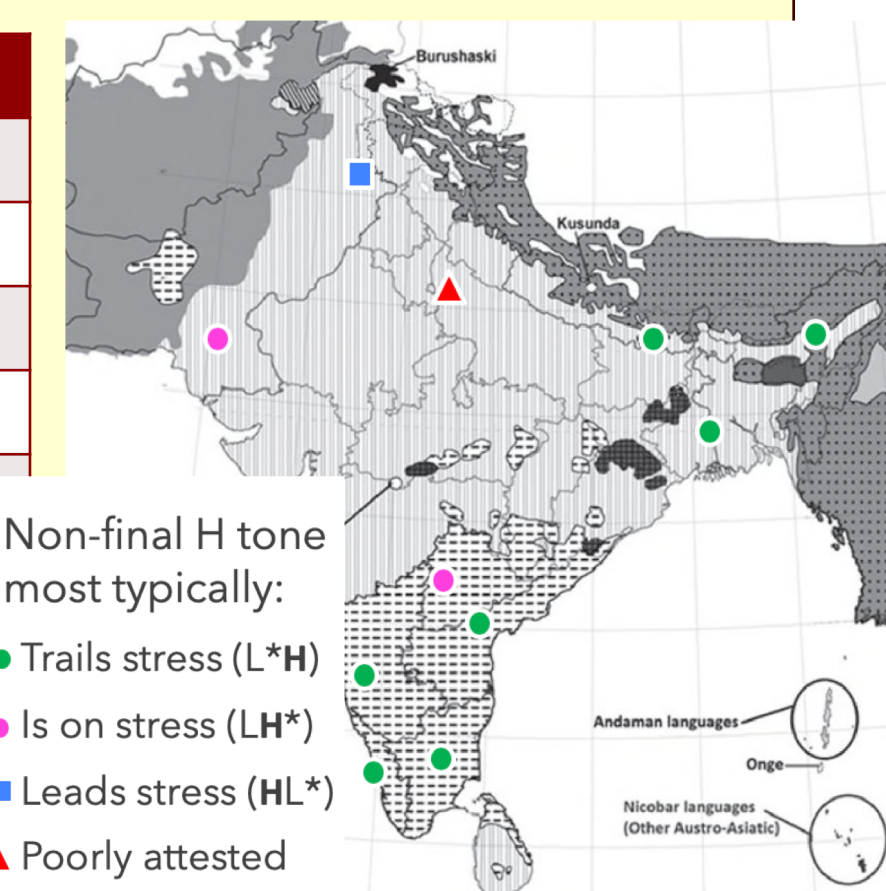 Burushaski
Kusunda
Non-final H tone
most typically:
Trails stress (L*H)
Is on stress (LH*)
Leads stress (HL*)
Poorly attested
Andaman languages
Onge
Nicobar languages
(Other Austro-Asiatic)